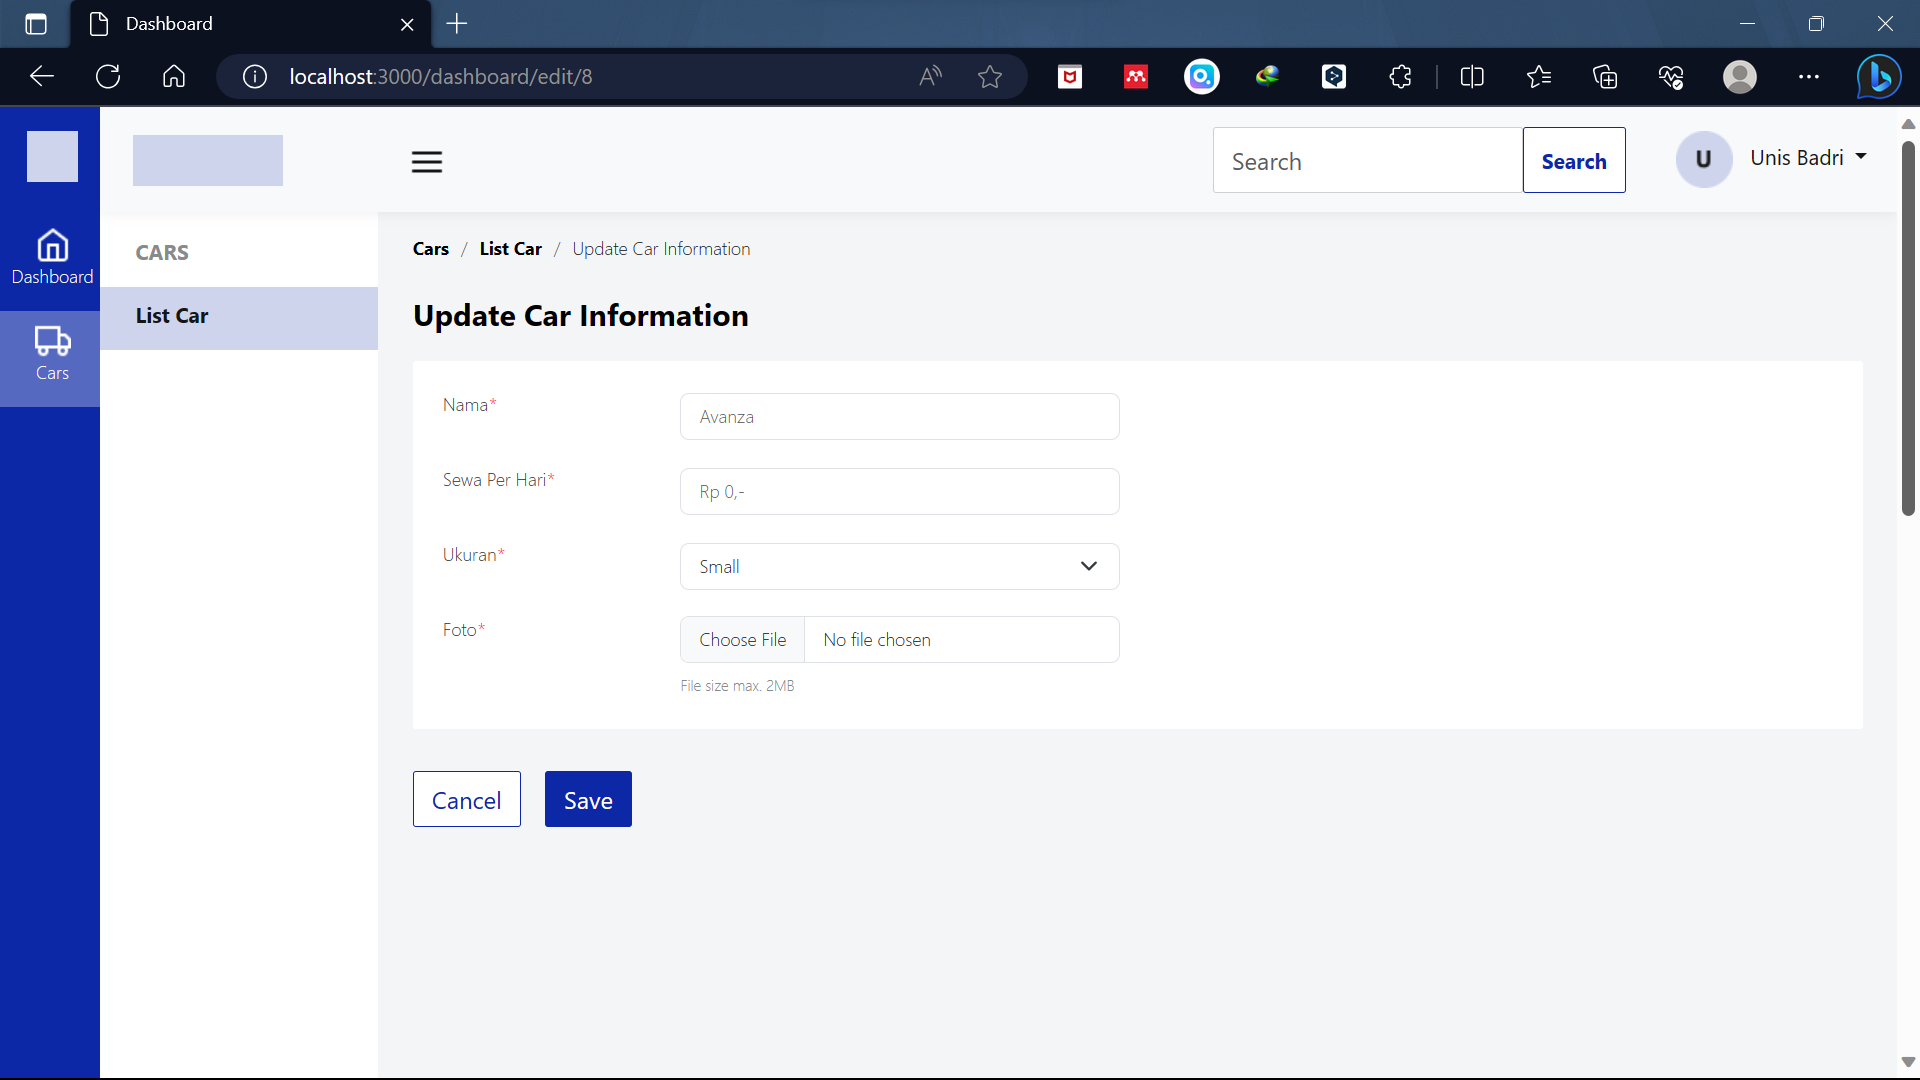 Dashboard
localhost:3000/dashboard/edit/8
Search
Search
U
Unis Badri
Dashboard
Cars
CARS
List Car
Cars / List Car / Update Car Information
Update Car Information
Nama*
Avanza
Sewa Per Hari*
Rp 0,-
Ukuran*
Small
Foto*
Choose File No file chosen
File size max. 2MB
Cancel
Save